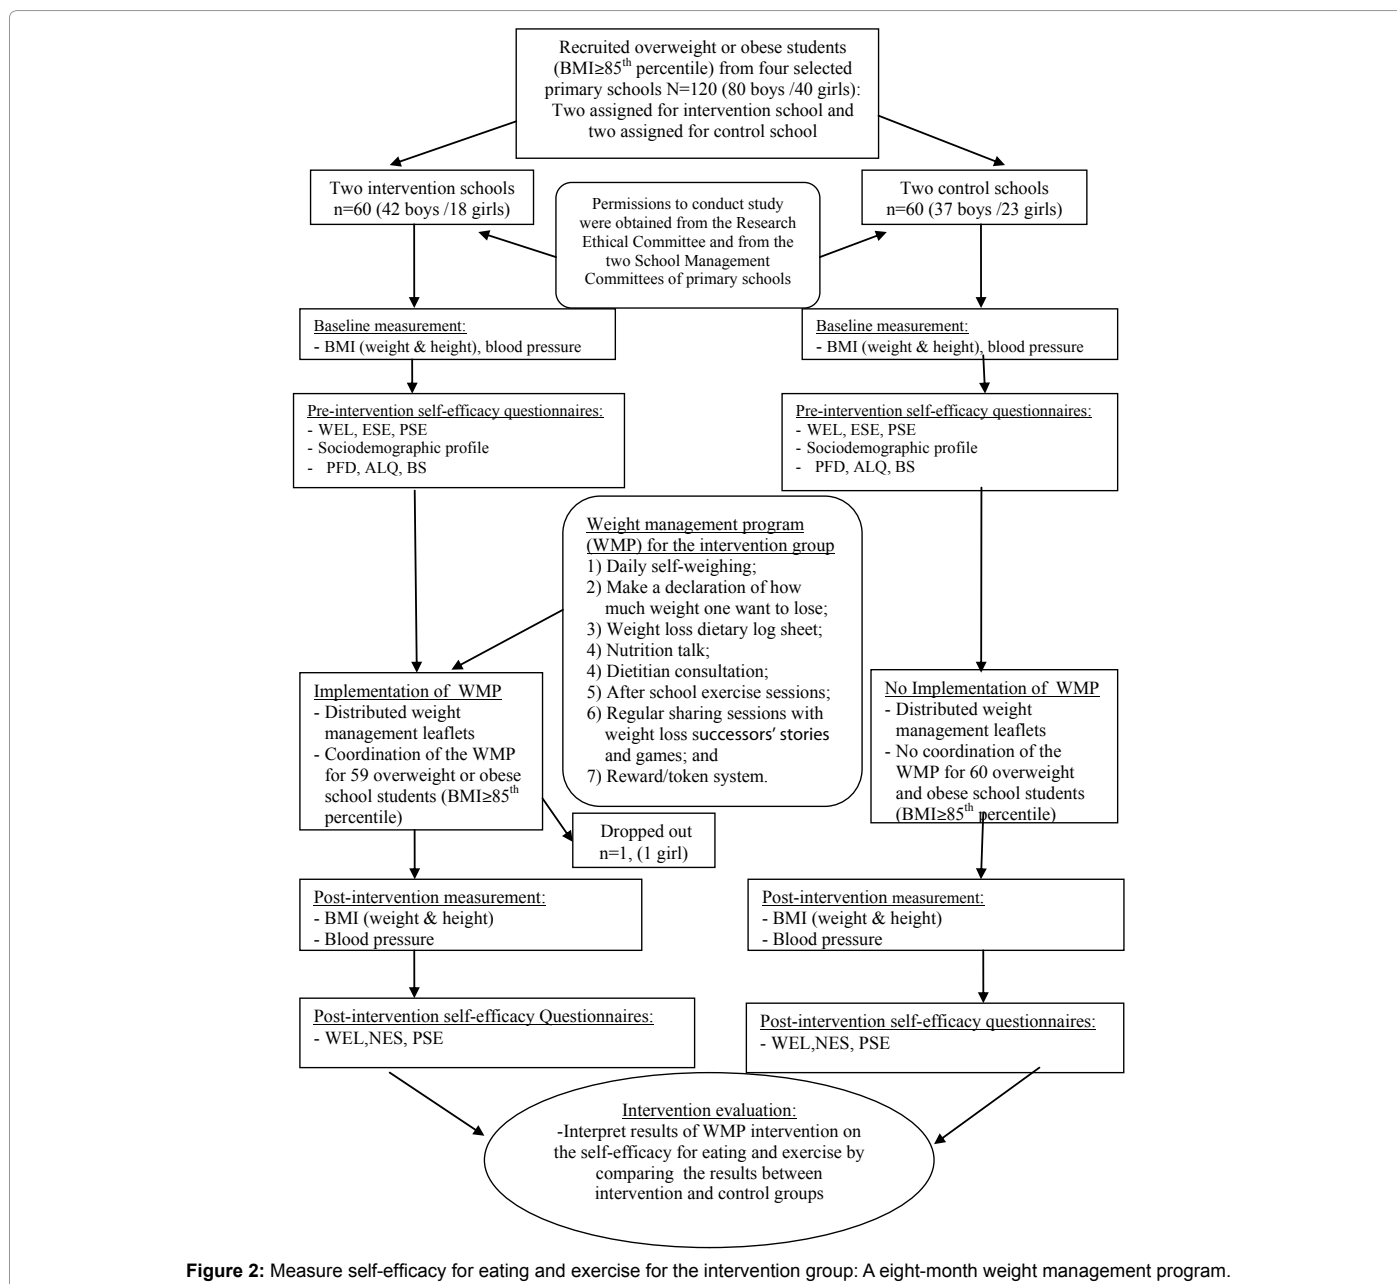 Recruited overweight or obese students
(BMI≥85th percentile) from four selected
primary schools N=120 (80 boys /40 girls):
Two assigned for intervention school and
two assigned for control school
Two intervention schools
n=60 (42 boys /18 girls)
Permissions to conduct study
were obtained from the Research
Ethical Committee and from the
two School Management
Committees of primary schools
Two control schools
n=60 (37 boys /23 girls)
Baseline measurement:
- BMI (weight & height), blood pressure
Baseline measurement:
- BMI (weight & height), blood pressure
Pre-intervention self-efficacy questionnaires:
- WEL, ESE, PSE
- Sociodemographic profile
- PFD, ALQ, BS
Pre-intervention self-efficacy questionnaires:
- WEL, ESE, PSE
- Sociodemographic profile
- PFD, ALQ, BS
Weight management program
(WMP) for the intervention group
1) Daily self-weighing;
2) Make a declaration of how
much weight one want to lose;
3) Weight loss dietary log sheet;
4) Nutrition talk;
4) Dietitian consultation;
5) After school exercise sessions;
6) Regular sharing sessions with
weight loss successors' stories
and games; and
7) Reward/token system.
Implementation of WMP
- Distributed weight
management leaflets
- Coordination of the WMP
for 59 overweight or obese
school students (BMI≥85th
percentile)
No Implementation of WMP
- Distributed weight
management leaflets
- No coordination of the
WMP for 60 overweight
and obese school students
(BMI≥85th percentile)
Dropped out
n=1, (1 girl)
Post-intervention measurement:
- BMI (weight & height)
- Blood pressure
Post-intervention measurement:
- BMI (weight & height)
- Blood pressure
Post-intervention self-efficacy Questionnaires:
- WEL,NES, PSE
Post-intervention self-efficacy questionnaires:
- WEL,NES, PSE
Intervention evaluation:
-Interpret results of WMP intervention on
the self-efficacy for eating and exercise by
comparing the results between
intervention and control groups
Figure 2: Measure self-efficacy for eating and exercise for the intervention group: A eight-month weight management program.